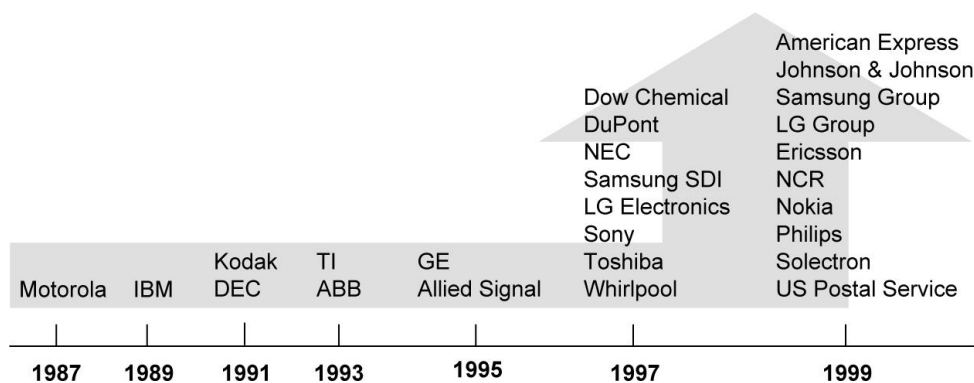 American Express
Johnson & Johnson
Dow Chemical
Samsung Group
DuPont
LG Group
NEC
Ericsson
Samsung SDI
NCR
LG Electronics
Nokia
Sony
Philips
Kodak
TI
GE
Toshiba
Solectron
Motorola
IBM
DEC
ABB
Allied Signal
Whirlpool
US Postal Service
1987
1989
1991
1993
1995
1997
1999